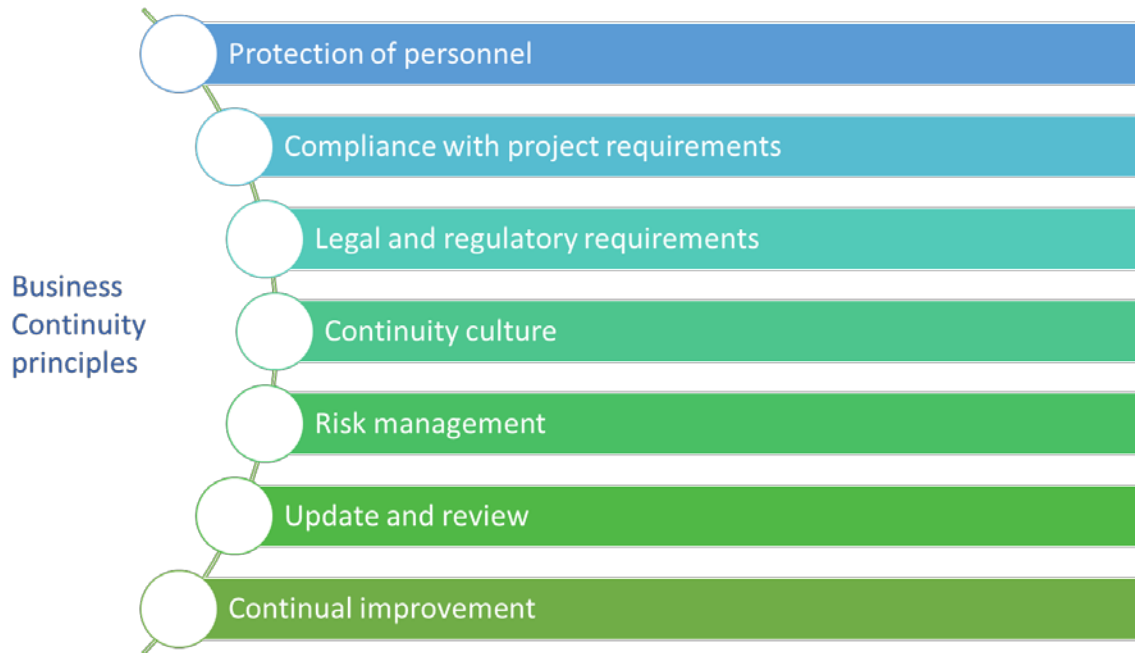 Protection of personnel
Compliance with project requirements
Legal and regulatory requirements
Business
Continuity
principles
Continuity culture
Risk management
Update and review
Continual improvement